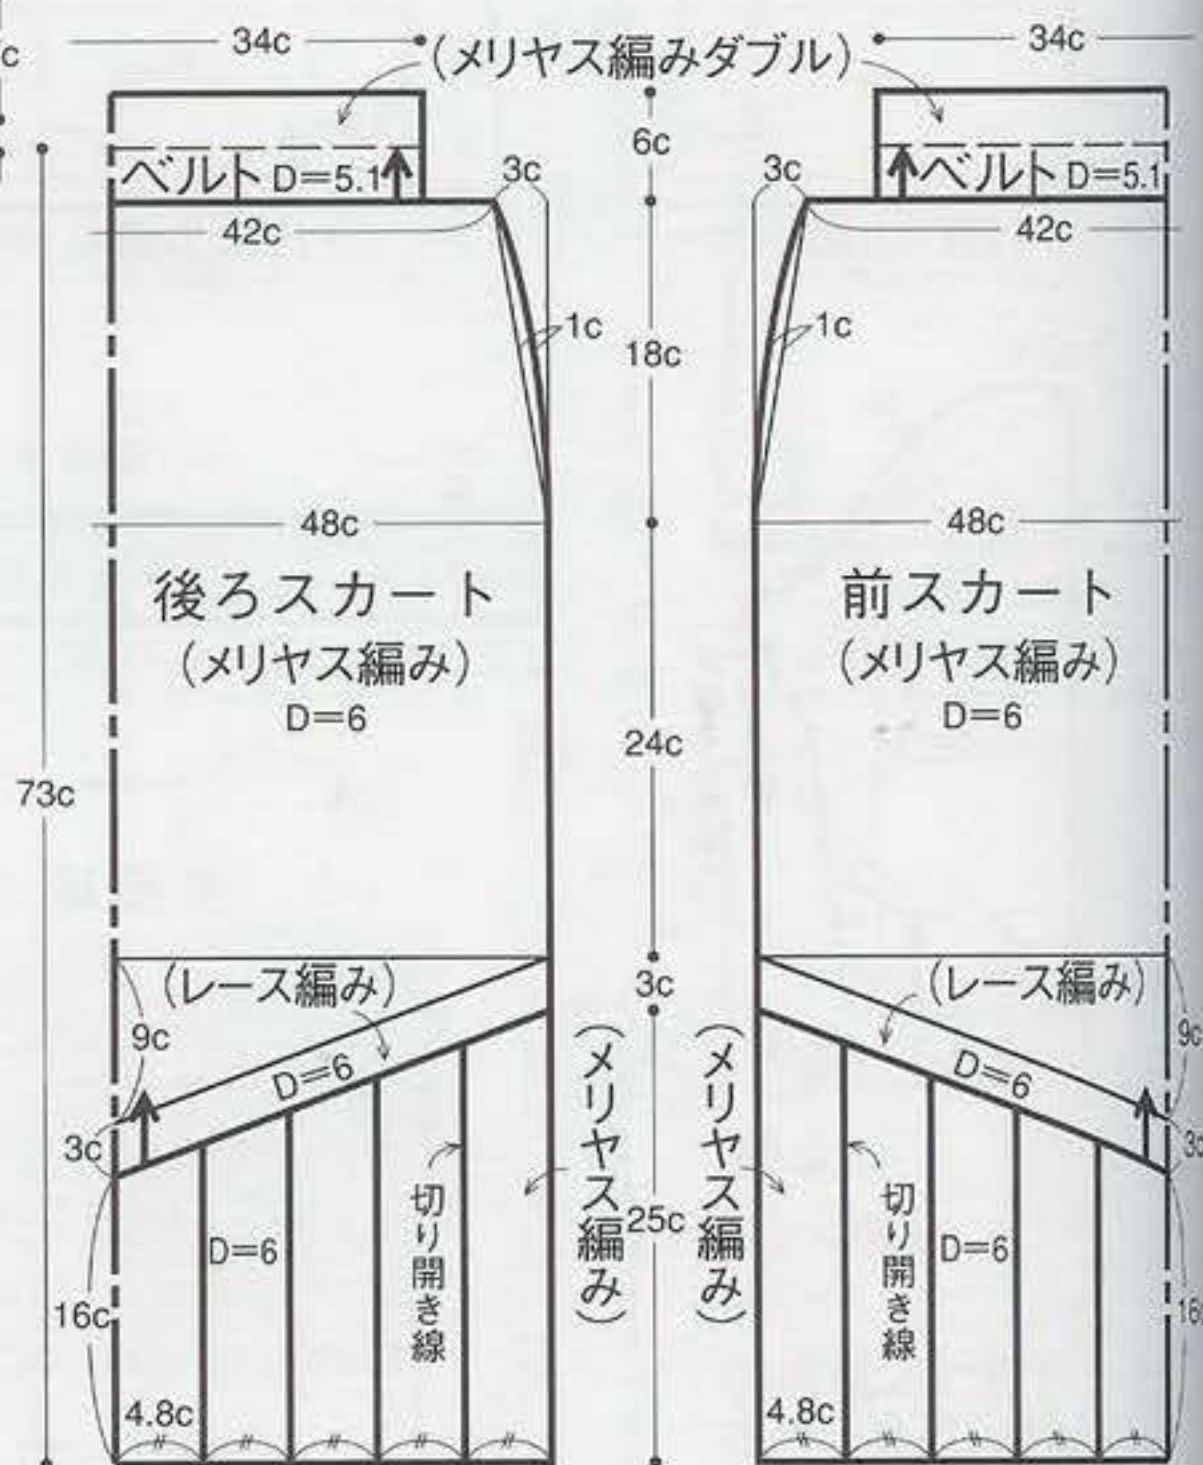 c
34c
(メリヤス編みダブル)
34c
6c
ベルト D=5.1
3c
3c
ベルト D=5.1
42c
42c
1c
18c
1c
48c
48c
後ろスカート
(メリヤス編み)
D=6
前スカート
(メリヤス編み)
D=6
24c
73c
(レース編み)
3c
(レース編み)
9c
9c
D=6
D=6
3c
3c
(メリヤス編み)
(メリヤス編み)
切り開き線
25c
切り開き線
D=6
D=6
16c
16c
4.8c
4.8c